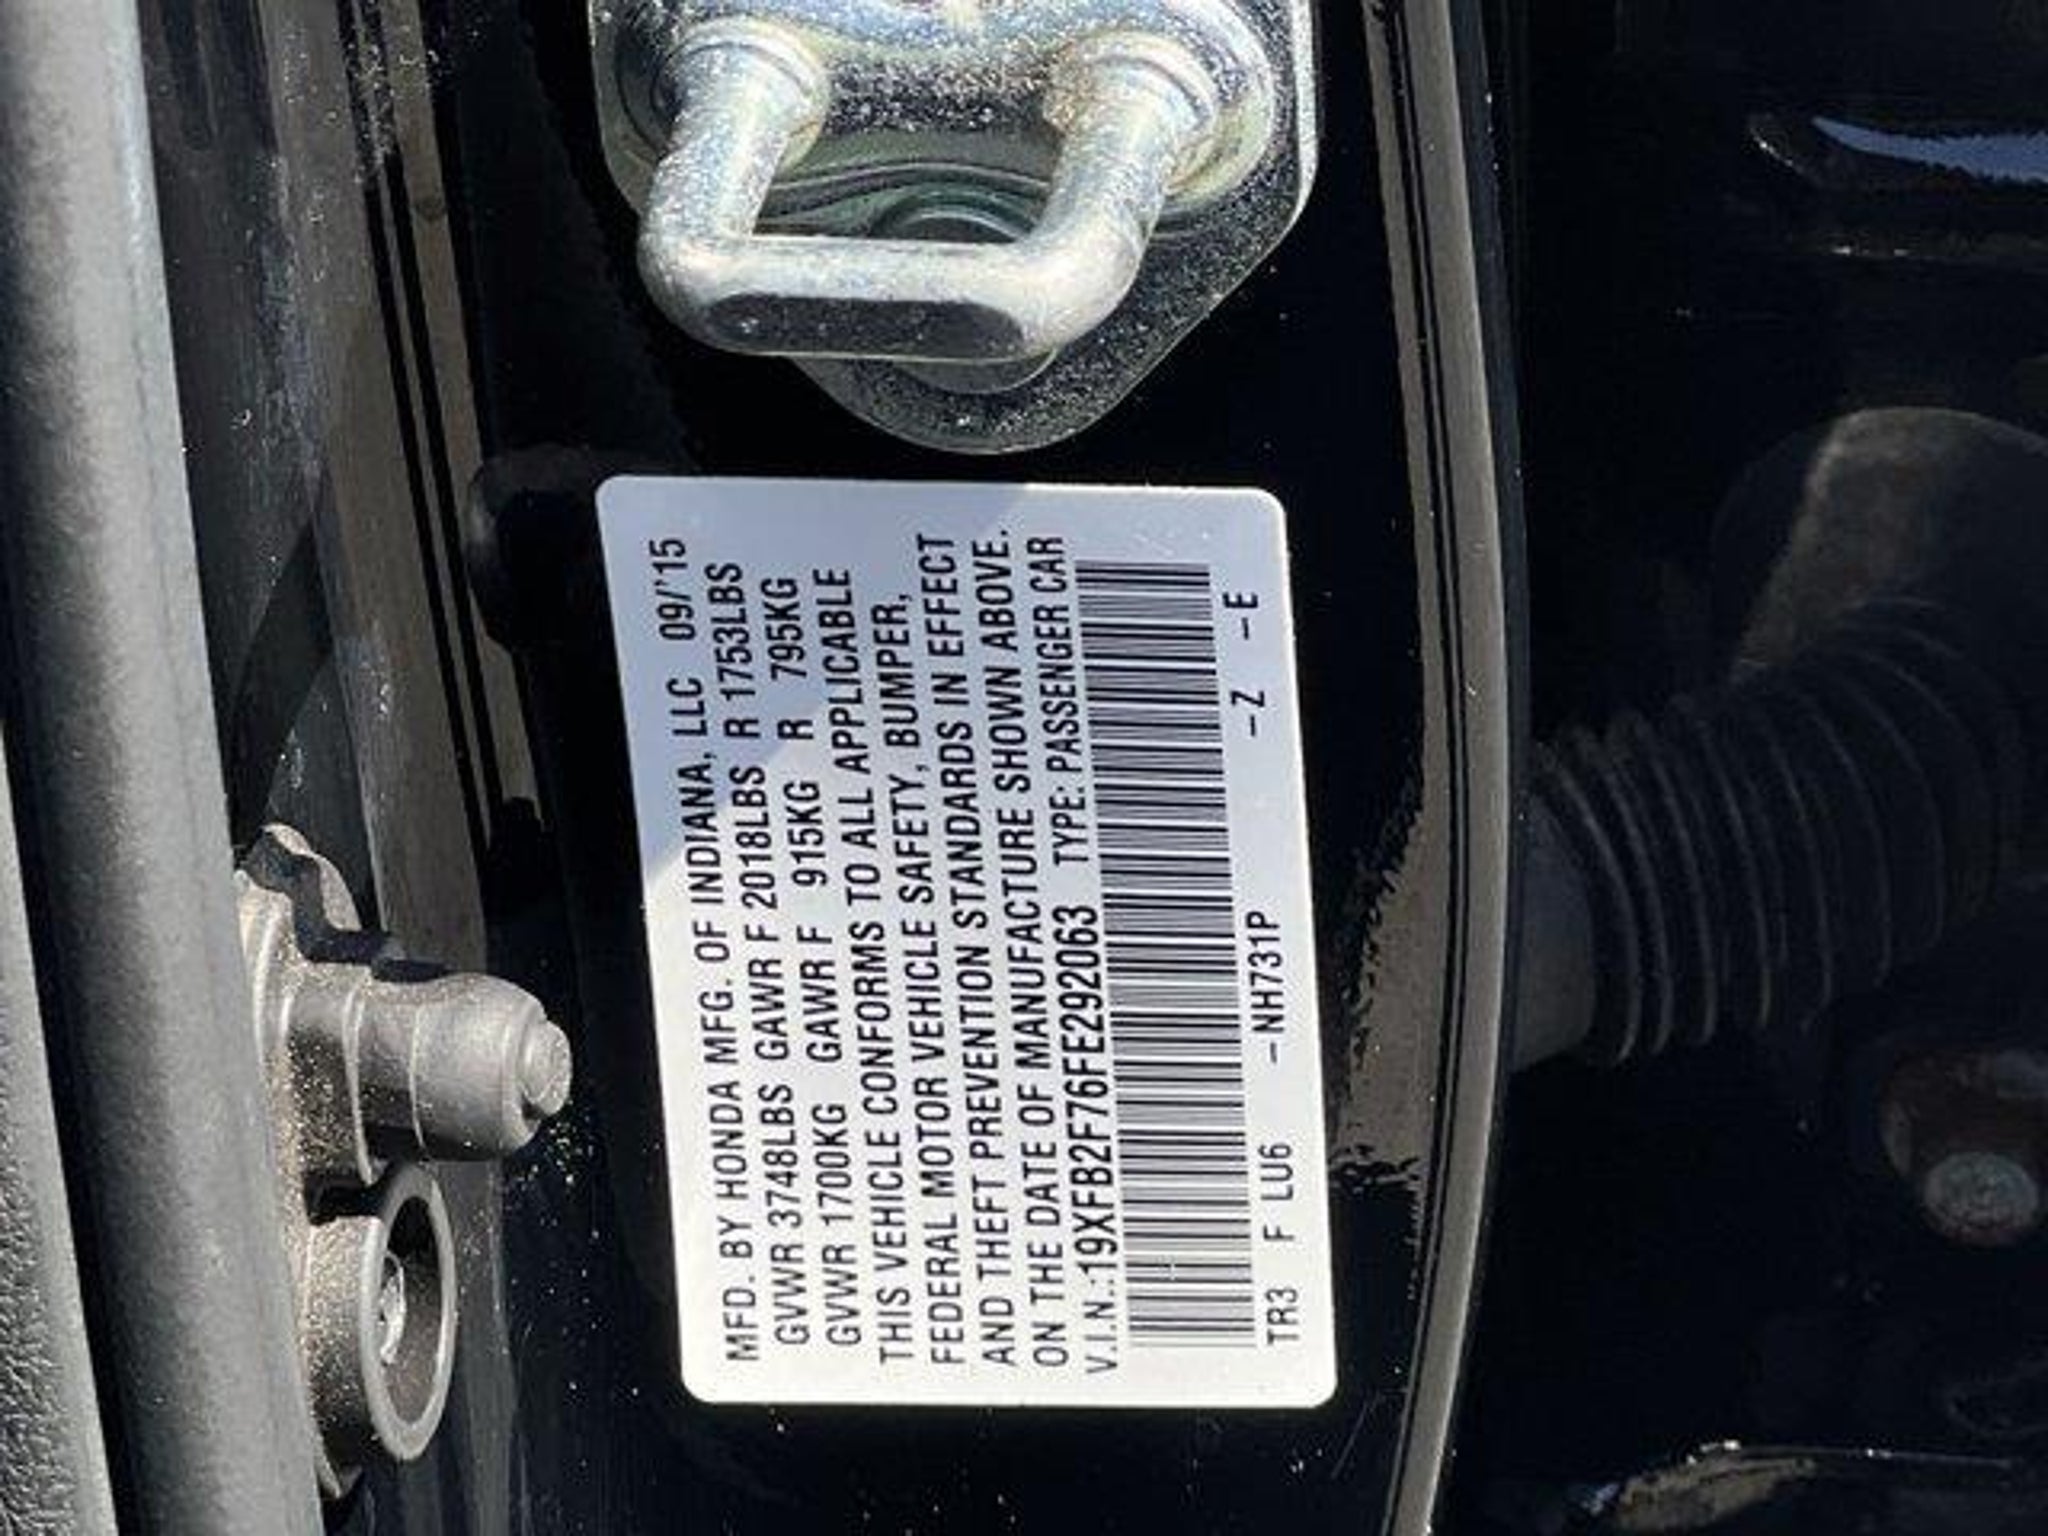 MFD. BY HONDA MFG. OF INDIANA, LLC 09/'15
GVWR 3748LBS GAWR F 2018LBS R 1753LBS
GVWR 1700KG GAWR F 915KG R 795KG
THIS VEHICLE CONFORMS TO ALL APPLICABLE
FEDERAL MOTOR VEHICLE SAFETY, BUMPER,
AND THEFT PREVENTION STANDARDS IN EFFECT
ON THE DATE OF MANUFACTURE SHOWN ABOVE.
V.I.N.:19XFB2F76FE292063 TYPE: PASSENGER CAR
TR3 F LU6 -NH731P -Z -E